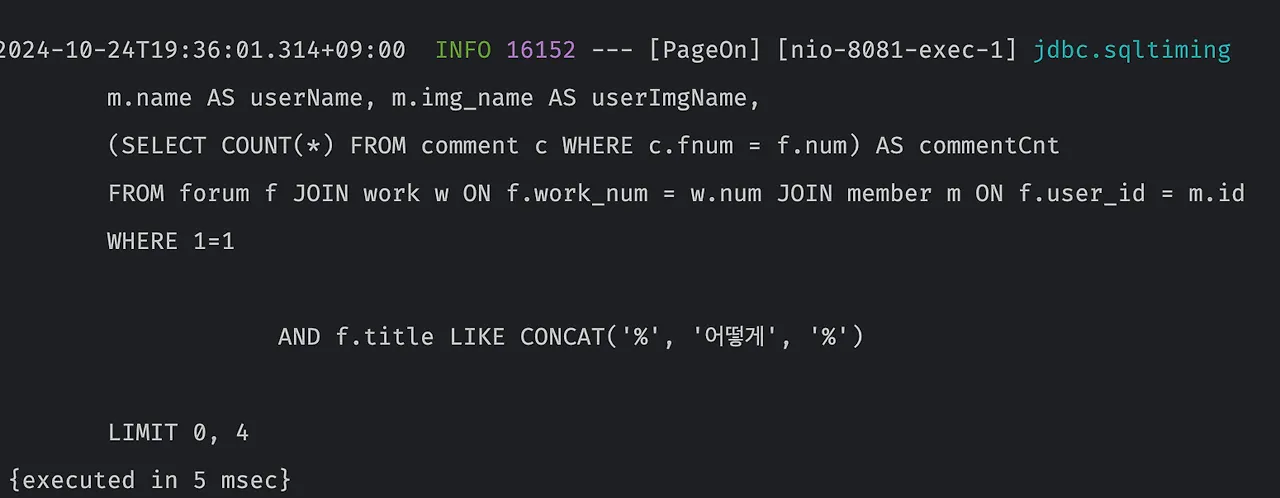 2024-10-24T19:36:01.314+09:00 INFO 16152 --- [PageOn] [nio-8081-exec-1] jdbc.sqltiming
m.name AS userName, m.img_name AS userImgName,
(SELECT COUNT(*) FROM comment c WHERE c.fnum = f.num) AS commentCnt
FROM forum f JOIN work w ON f.work_num = w.num JOIN member m ON f.user_id = m.id
WHERE 1=1
AND f.title LIKE CONCAT('%', '어떻게', '%')
LIMIT 0, 4
{executed in 5 msec}